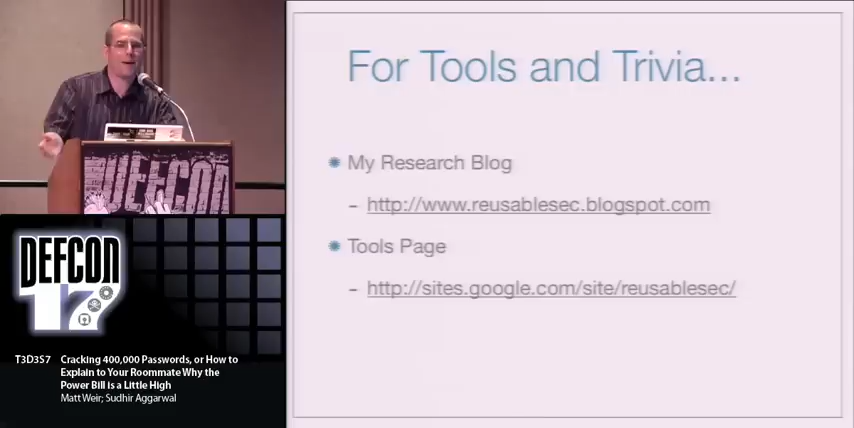 For Tools and Trivia...
My Research Blog
– http://www.reusablesec.blogspot.com
Tools Page
– http://sites.google.com/site/reusablesec/
DEFCON
DEFCON
17
T3D3S7 Cracking 400,000 Passwords, or How to
Explain to Your Roommate Why the
Power Bill is a Little High
Matt Weir; Sudhir Aggarwal